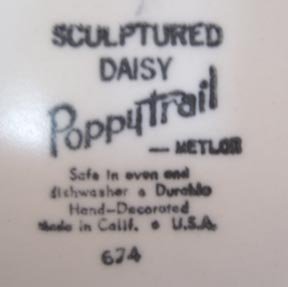 SCULPTURED
DAISY
Poppytrail
— METLOX
Safe in oven and
dishwasher • Durable
Hand-Decorated
Made in Calif. • U.S.A.
674